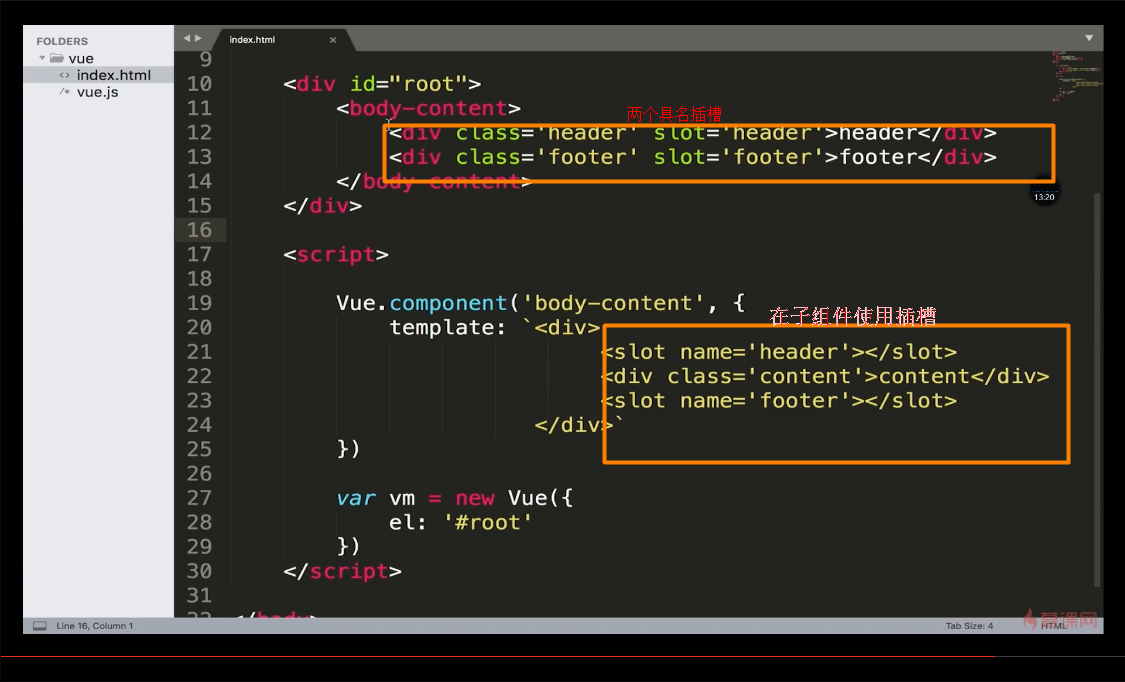 FOLDERS
vue
<> index.html
/* vue.js
index.html ×
9
10 <div id="root">
11 <body-content>
两个具名插槽
12 <div class='header' slot='header'>header</div>
13 <div class='footer' slot='footer'>footer</div>
14 </body-content>
15 </div>
13:20
16
17 <script>
18
19 Vue.component('body-content', {
在子组件使用插槽
20 template: `<div>
21 <slot name='header'></slot>
22 <div class='content'>content</div>
23 <slot name='footer'></slot>
24 </div>`
25 })
26
27 var vm = new Vue({
28 el: '#root'
29 })
30 </script>
31
32 </body>
Line 16, Column 1
Tab Size: 4
HTML
慕课网